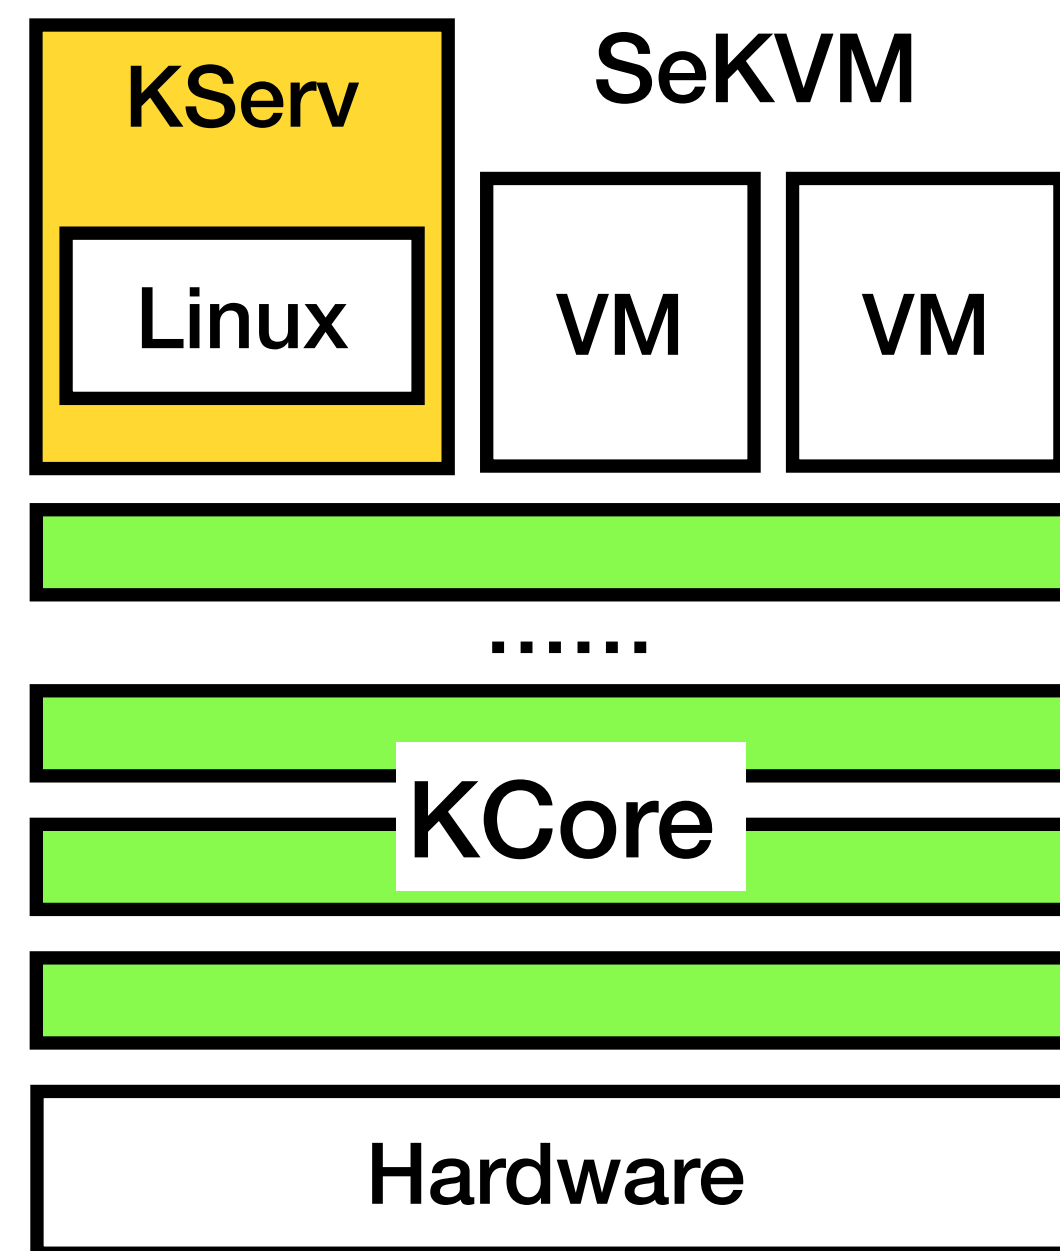 KServ
SeKVM
Linux
VM
VM
......
KCore
Hardware